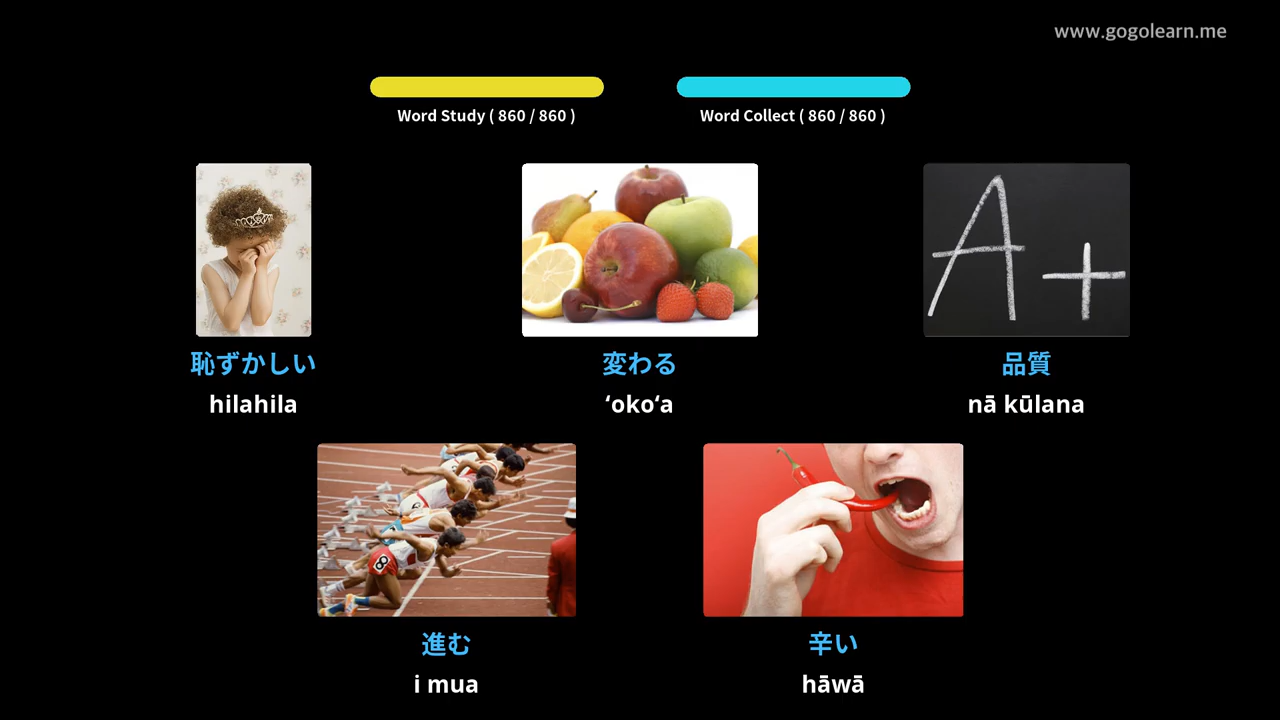 www.gogolearn.me
Word Study ( 860 / 860 )
Word Collect ( 860 / 860 )
A+
恥ずかしい
変わる
品質
hilahila
ʻokoʻa
nā kūlana
8
進む
辛い
i mua
hāwā